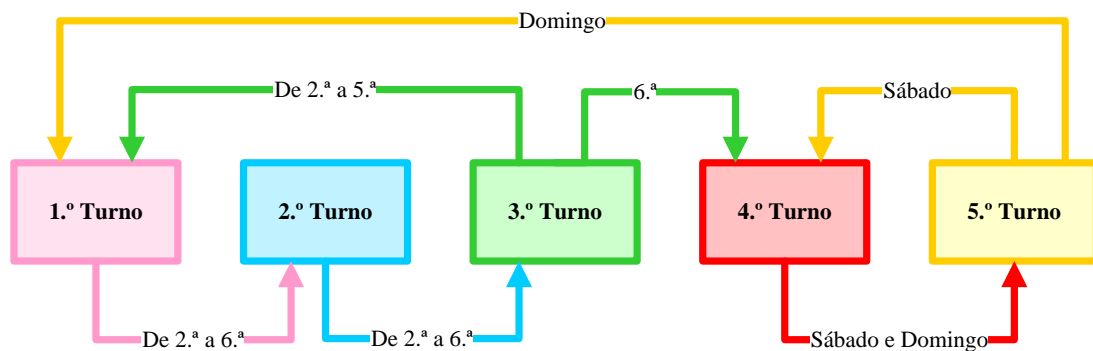 Domingo
De 2.ª a 5.ª
6.ª
Sábado
1.º Turno
2.º Turno
3.º Turno
4.º Turno
5.º Turno
De 2.ª a 6.ª
De 2.ª a 6.ª
Sábado e Domingo